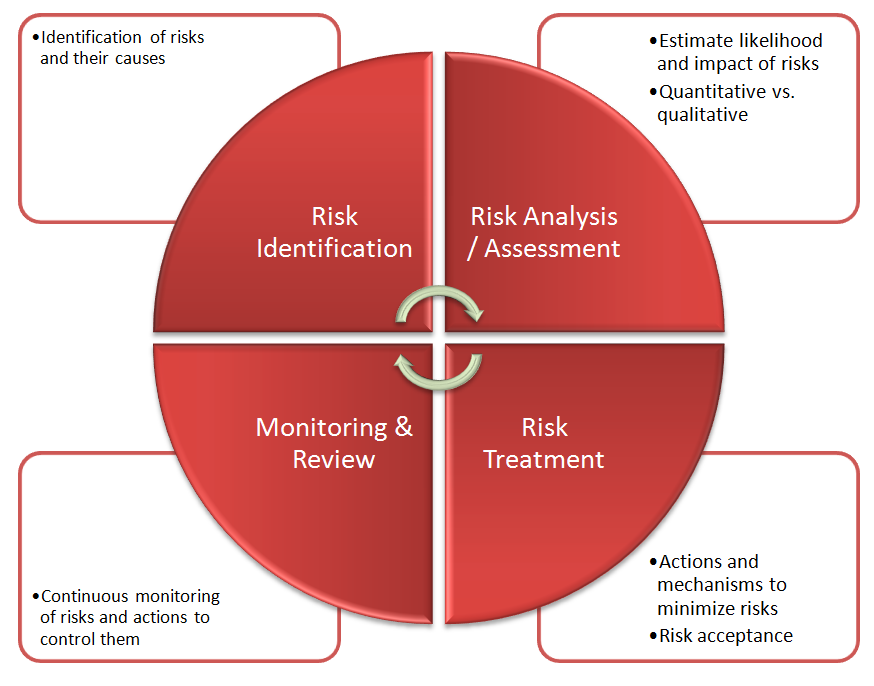 •Identification of risks
and their causes
•Estimate likelihood
and impact of risks
•Quantitative vs.
qualitative
Risk
Identification
Risk Analysis
/ Assessment
Monitoring &
Review
Risk
Treatment
•Continuous monitoring
of risks and actions to
control them
•Actions and
mechanisms to
minimize risks
•Risk acceptance